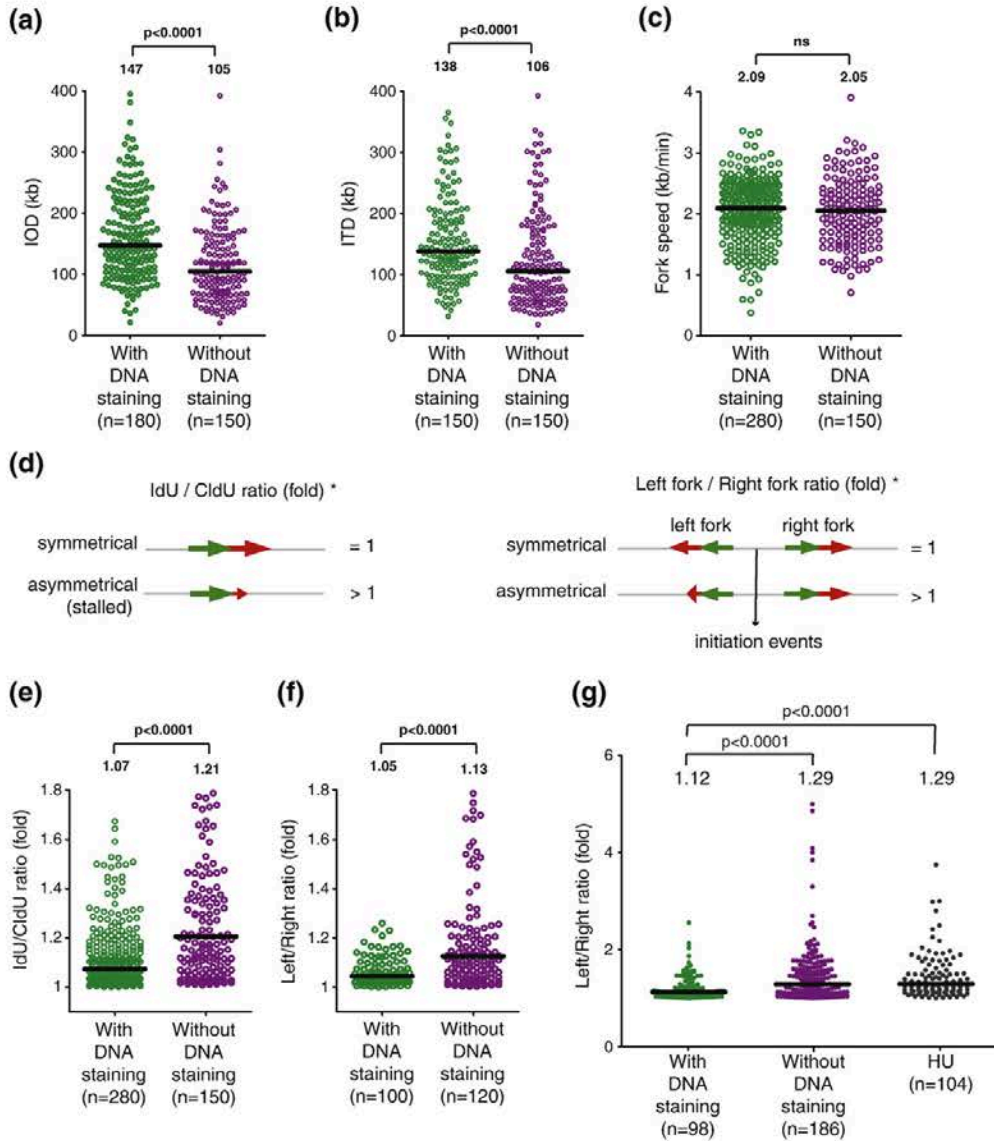 (a)
p<0.0001
147 105
400
300
200
100
0
IOD (kb)
With DNA staining (n=180)
Without DNA staining (n=150)
(b)
p<0.0001
138 106
400
300
200
100
0
ITD (kb)
With DNA staining (n=150)
Without DNA staining (n=150)
(c)
ns
2.09 2.05
4
3
2
1
0
Fork speed (kb/min)
With DNA staining (n=280)
Without DNA staining (n=150)
(d)
IdU / CldU ratio (fold) *
symmetrical = 1
asymmetrical (stalled) > 1
Left fork / Right fork ratio (fold) *
left fork right fork
symmetrical = 1
asymmetrical > 1
initiation events
(e)
p<0.0001
1.07 1.21
1.8
1.6
1.4
1.2
1
IdU/CldU ratio (fold)
With DNA staining (n=280)
Without DNA staining (n=150)
(f)
p<0.0001
1.05 1.13
1.8
1.6
1.4
1.2
1
Left/Right ratio (fold)
With DNA staining (n=100)
Without DNA staining (n=120)
(g)
p<0.0001
p<0.0001
1.12 1.29 1.29
6
4
2
0
Left/Right ratio (fold)
With DNA staining (n=98)
Without DNA staining (n=186)
HU (n=104)